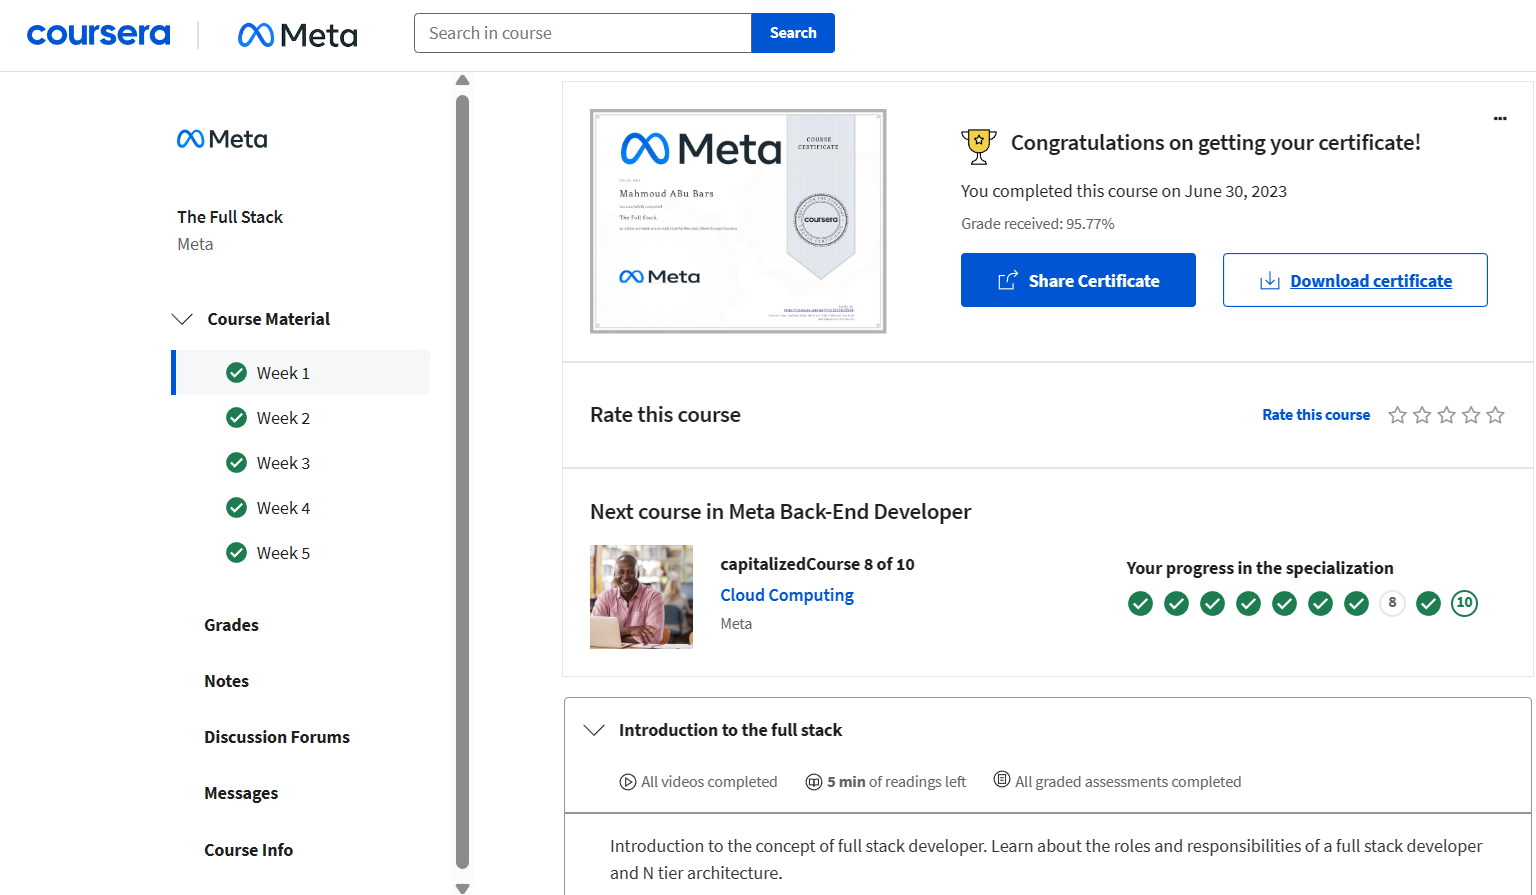 coursera
Meta
Search in course
Search
Meta
The Full Stack
Meta
Course Material
Week 1
Week 2
Week 3
Week 4
Week 5
Grades
Notes
Discussion Forums
Messages
Course Info
Meta
COURSE
CERTIFICATE
Mahmoud ABu Bars
The Full Stack
coursera
Meta
Congratulations on getting your certificate!
You completed this course on June 30, 2023
Grade received: 95.77%
Share Certificate
Download certificate
Rate this course
Rate this course
Next course in Meta Back-End Developer
capitalizedCourse 8 of 10
Cloud Computing
Meta
Your progress in the specialization
8
10
Introduction to the full stack
All videos completed
5 min of readings left
All graded assessments completed
Introduction to the concept of full stack developer. Learn about the roles and responsibilities of a full stack developer
and N tier architecture.